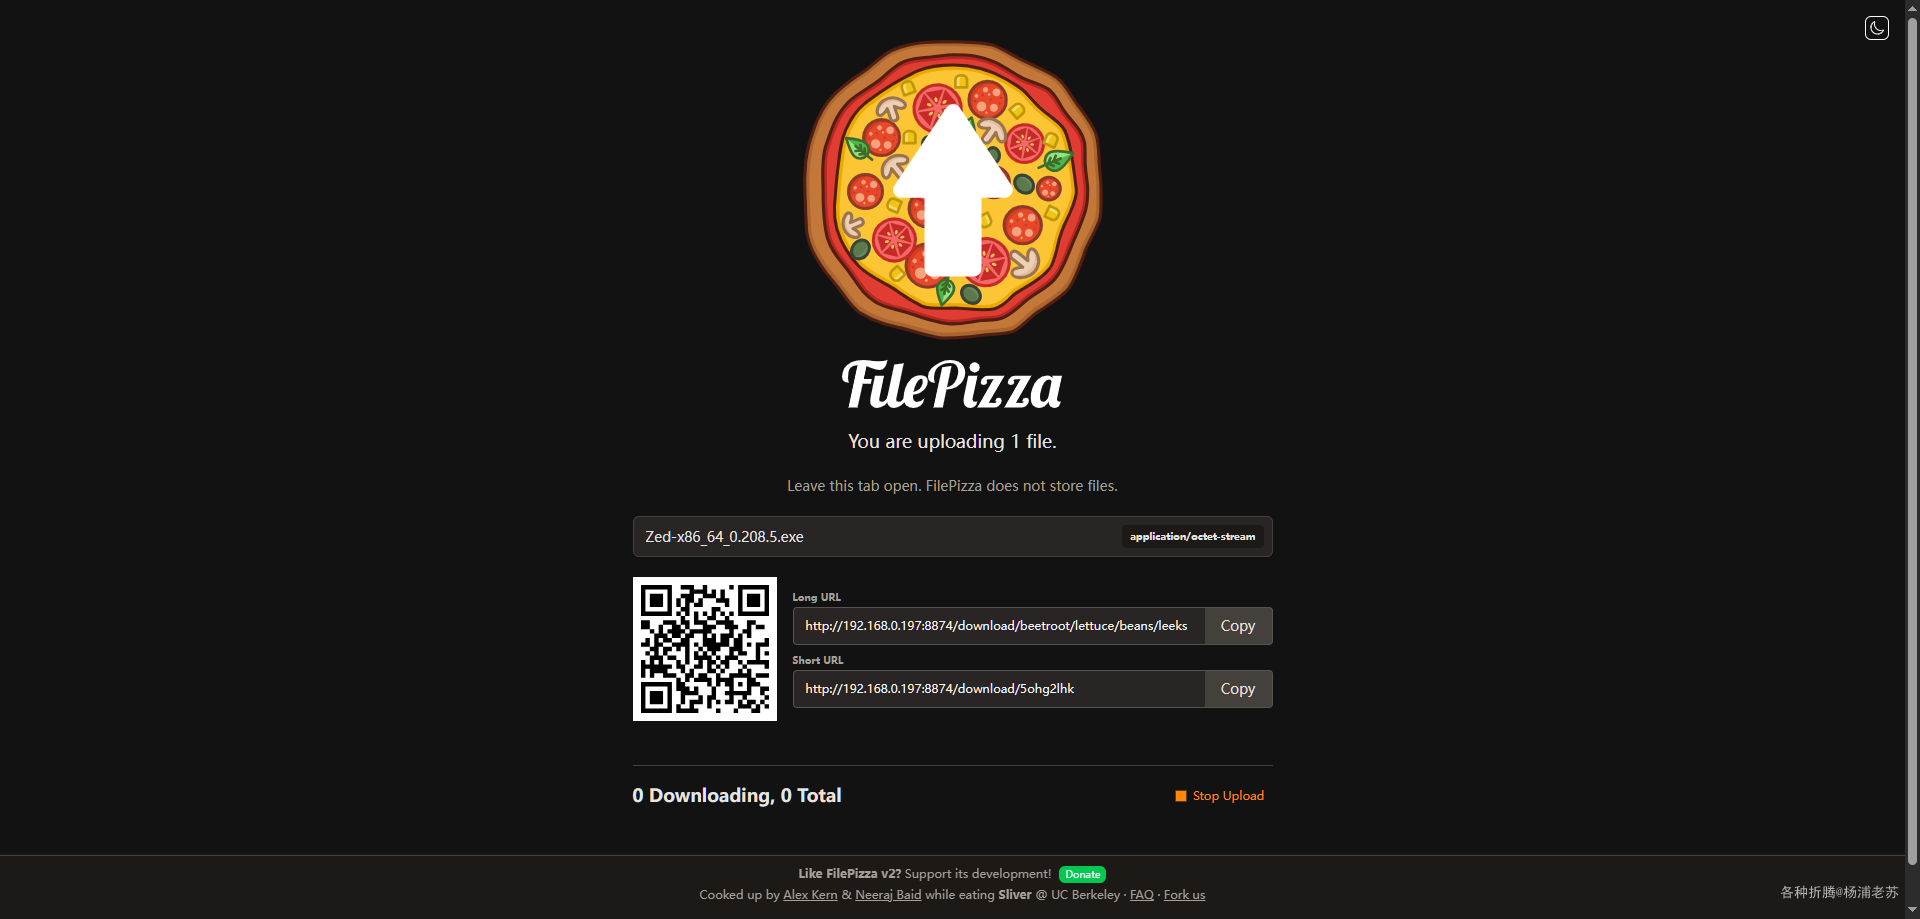 FilePizza
You are uploading 1 file.
Leave this tab open. FilePizza does not store files.
Zed-x86_64_0.208.5.exe
application/octet-stream
Long URL
http://192.168.0.197:8874/download/beetroot/lettuce/beans/leeks
Copy
Short URL
http://192.168.0.197:8874/download/5ohg2lhk
Copy
0 Downloading, 0 Total
Stop Upload
Like FilePizza v2? Support its development! Donate
Cooked up by Alex Kern & Neeraj Baid while eating Sliver @ UC Berkeley · FAQ · Fork us
各种折腾@杨浦老苏